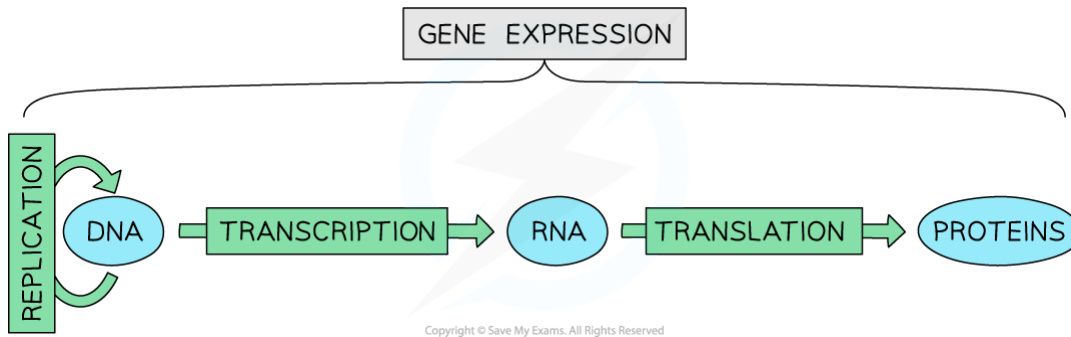 GENE EXPRESSION
REPLICATION
DNA
TRANSCRIPTION
RNA
TRANSLATION
PROTEINS
Copyright © Save My Exams. All Rights Reserved